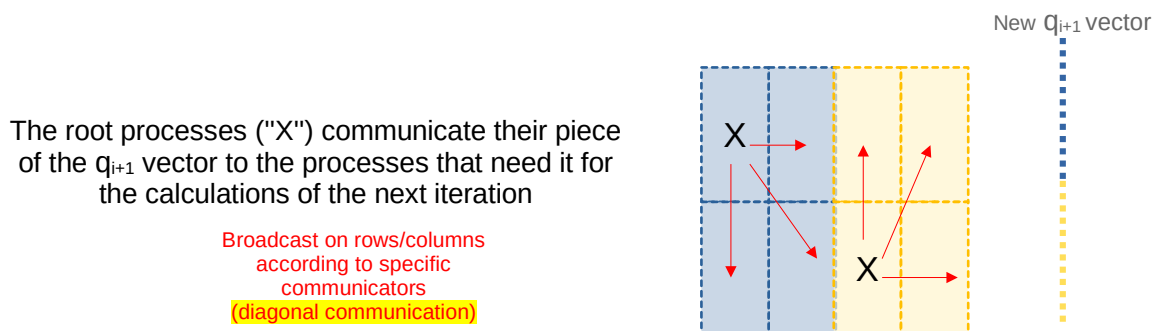 New qi+1 vector
The root processes ("X") communicate their piece
of the qi+1 vector to the processes that need it for
the calculations of the next iteration
Broadcast on rows/columns
according to specific
communicators
(diagonal communication)
X
X